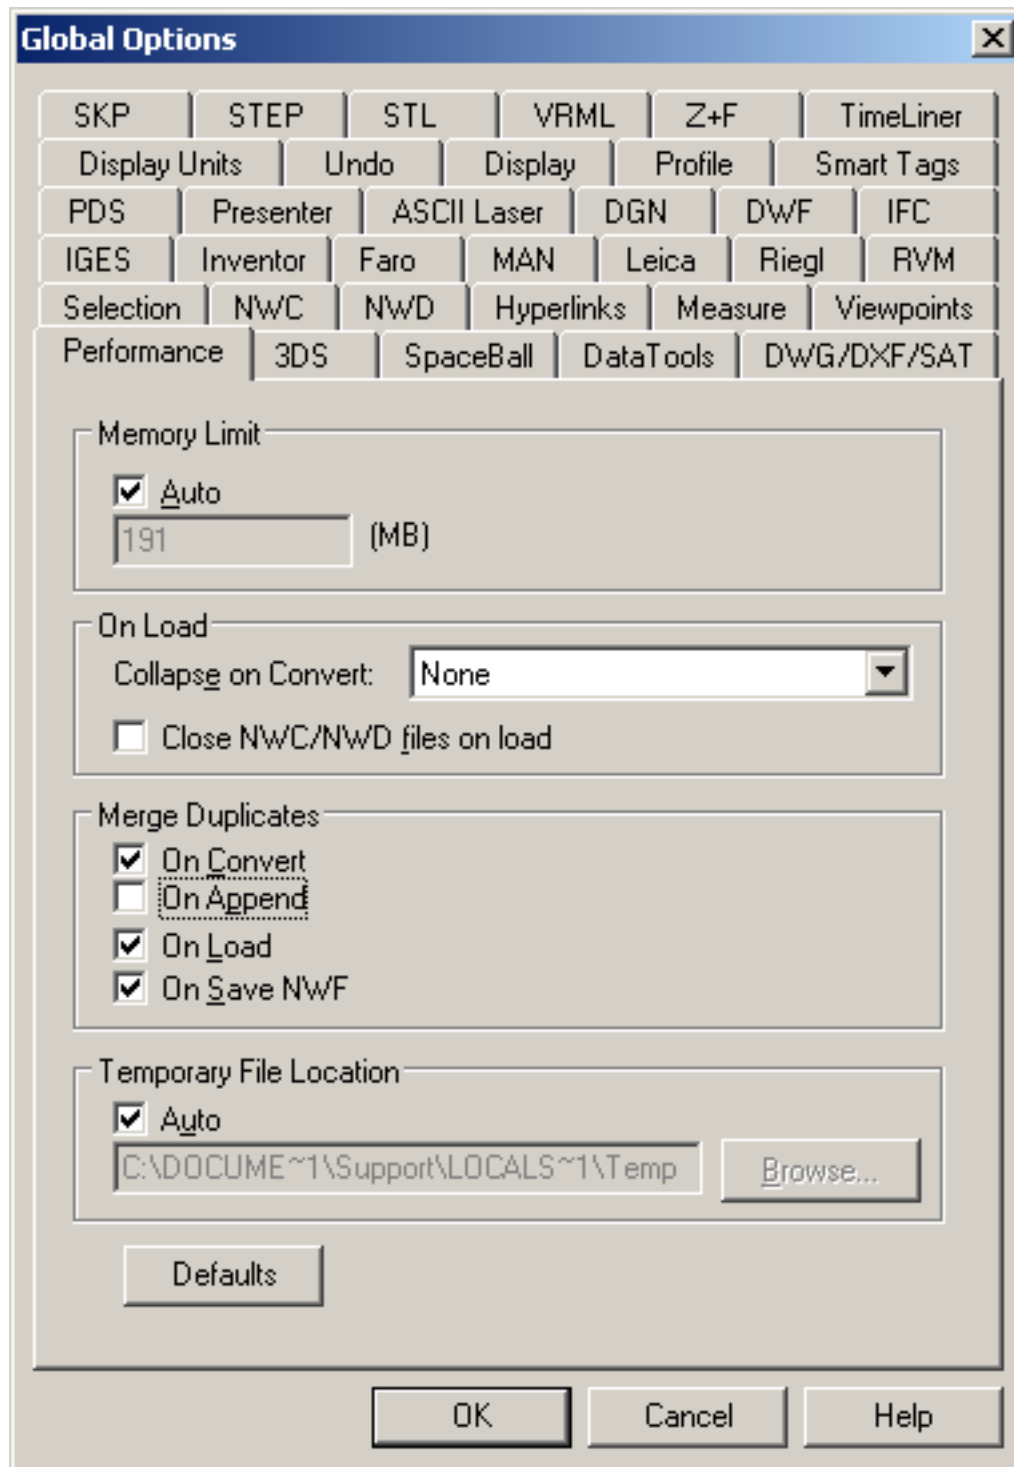 Global Options
SKP STEP STL VRML Z+F TimeLiner
Display Units Undo Display Profile Smart Tags
PDS Presenter ASCII Laser DGN DWF IFC
IGES Inventor Faro MAN Leica Riegl RVM
Selection NWC NWD Hyperlinks Measure Viewpoints
Performance 3DS SpaceBall DataTools DWG/DXF/SAT
Memory Limit
Auto
191 (MB)
On Load
Collapse on Convert: None
Close NWC/NWD files on load
Merge Duplicates
On Convert
On Append
On Load
On Save NWF
Temporary File Location
Auto
C:\DOCUME~1\Support\LOCALS~1\Temp Browse...
Defaults
OK Cancel Help